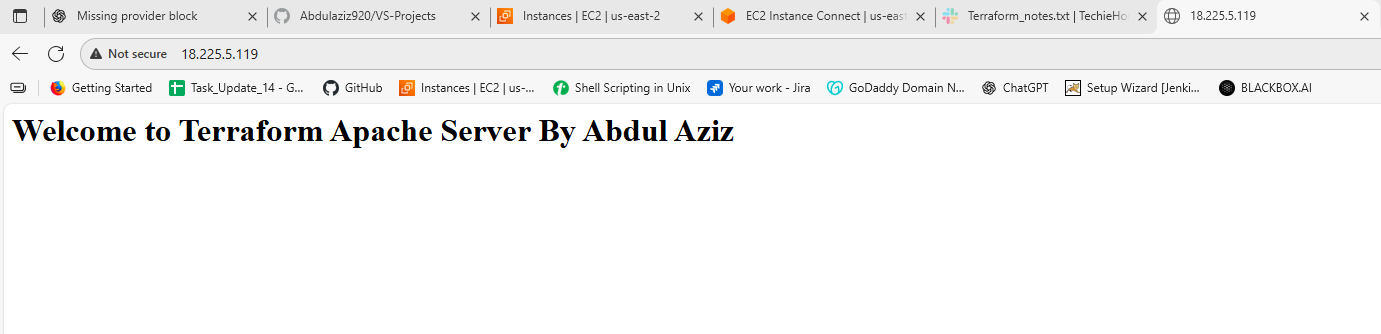 Missing provider block
Abdulaziz920/VS-Projects
Instances | EC2 | us-east-2
EC2 Instance Connect | us-east
Terraform_notes.txt | TechieHo
18.225.5.119
Not secure 18.225.5.119
Getting Started Task_Update_14 - G... GitHub Instances | EC2 | us-... Shell Scripting in Unix Your work - Jira GoDaddy Domain N... ChatGPT Setup Wizard [Jenki... BLACKBOX.AI
Welcome to Terraform Apache Server By Abdul Aziz